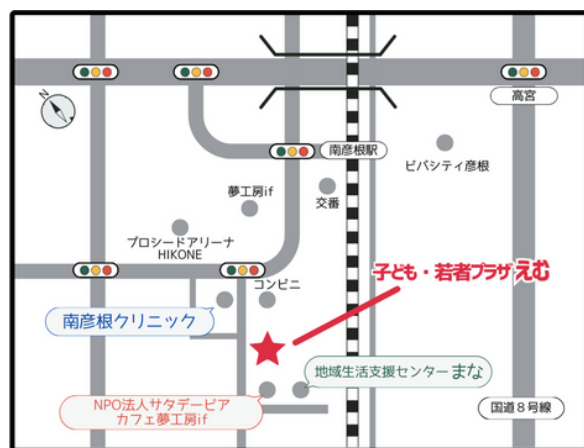 N
高宮
南彦根駅
ビバシティ彦根
夢工房if
交番
プロシードアリーナ
HIKONE
コンビニ
子ども・若者プラザえむ
南彦根クリニック
地域生活支援センターまな
NPO法人サタデーピア
カフェ夢工房if
国道8号線